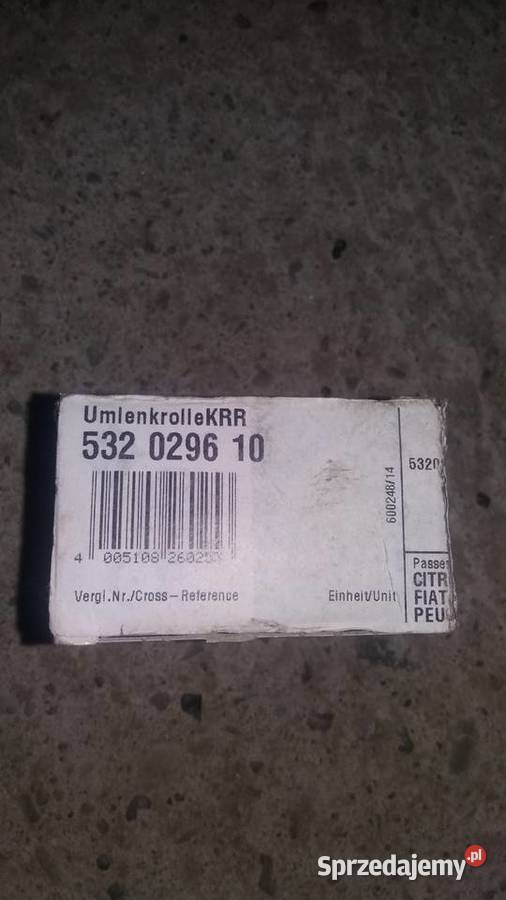 UmlenkrolleKRR
532 0296 10
4 005108
Vergl.Nr./Cross-Reference
Einheit/Unit
600248/14
5320
Passe
CITR
FIAT
PEU
Sprzedajemy.pl